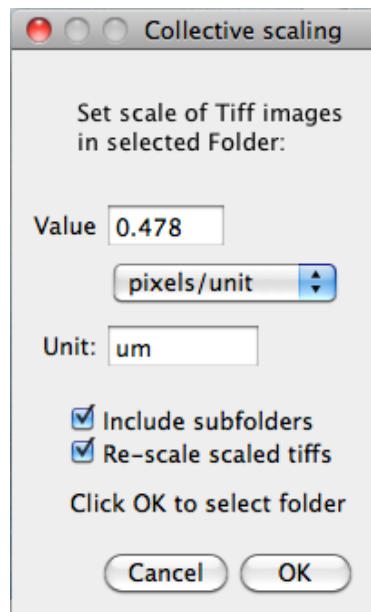 Collective scaling
Set scale of Tiff images
in selected Folder:
Value 0.478
pixels/unit
Unit: um
Include subfolders
Re-scale scaled tiffs
Click OK to select folder
Cancel OK